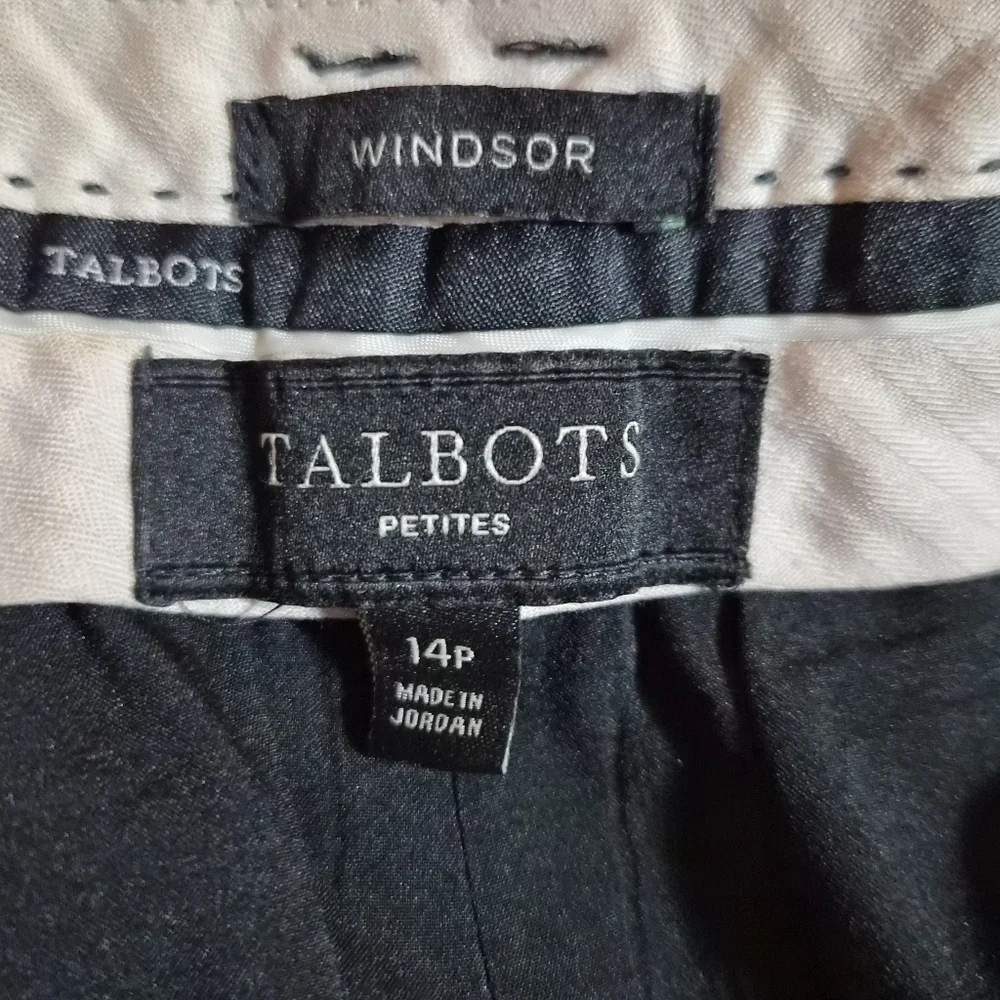 WINDSOR
TALBOTS
TALBOTS
PETITES
14P
MADE IN
JORDAN